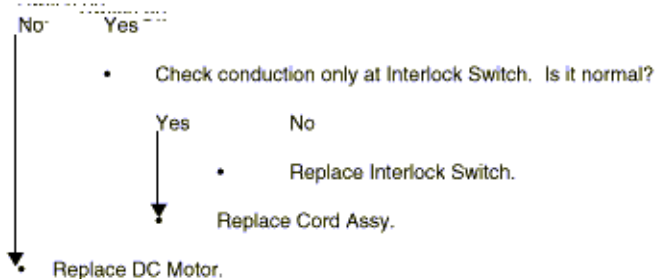 No Yes
• Check conduction only at Interlock Switch. Is it normal?
Yes No
• Replace Interlock Switch.
• Replace Cord Assy.
• Replace DC Motor.